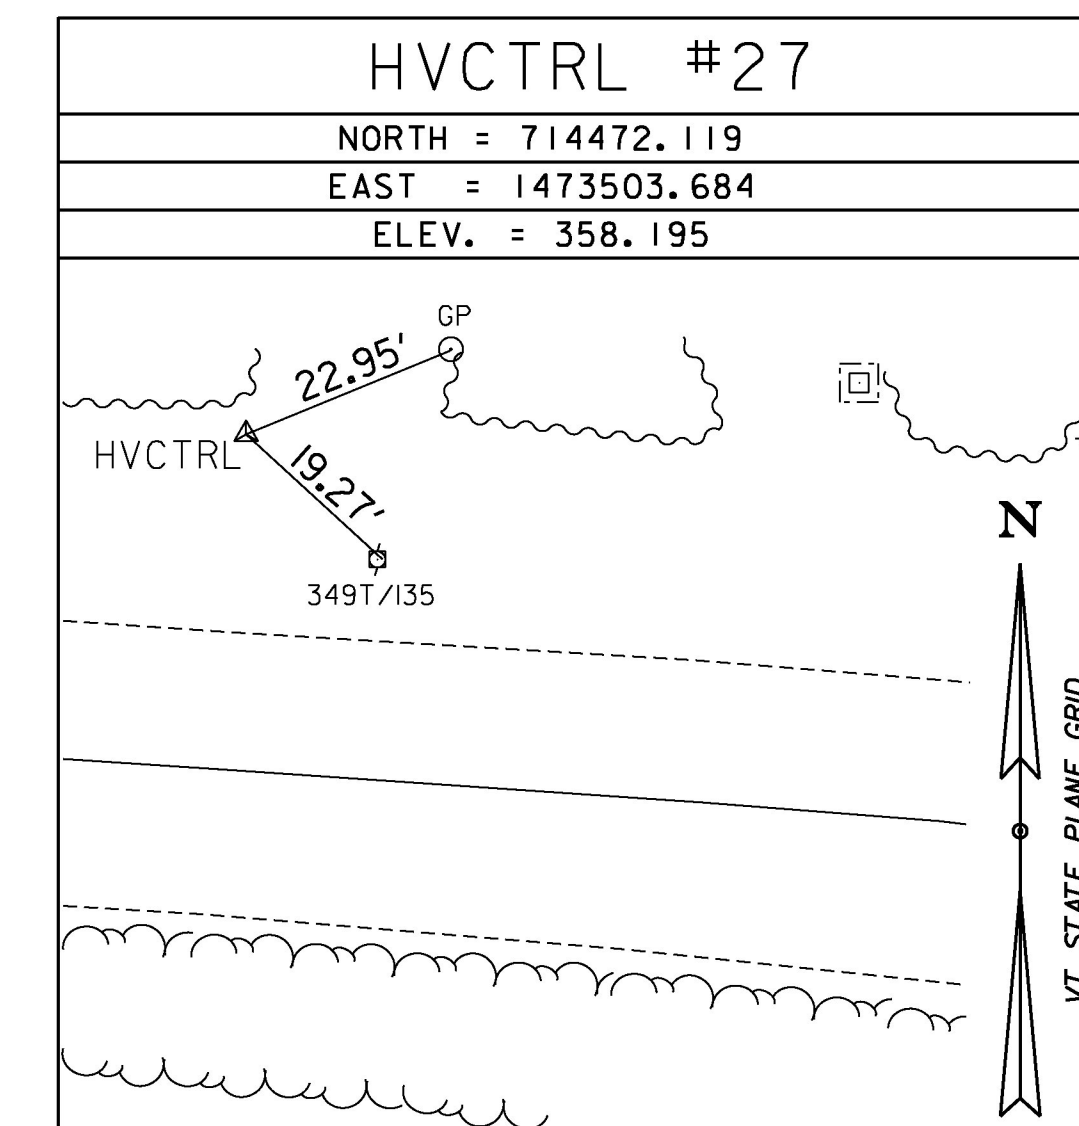 HVCTRL #27
NORTH = 714472.119
EAST = 1473503.684
ELEV. = 358.195
GP
22.95'
HVCTRL
19.27'
349T/135
N
VT STATE PLANE GRID